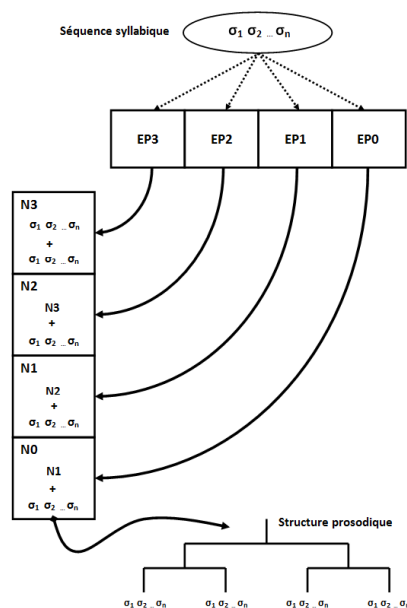 Séquence syllabique
σ1 σ2 ... σn
EP3 EP2 EP1 EP0
N3
σ1 σ2 ... σn
+
σ1 σ2 ... σn
N2
N3
+
σ1 σ2 ... σn
N1
N2
+
σ1 σ2 ... σn
N0
N1
+
σ1 σ2 ... σn
Structure prosodique
σ1 σ2 ... σn σ1 σ2 ... σn σ1 σ2 ... σn σ1 σ2 ... σ